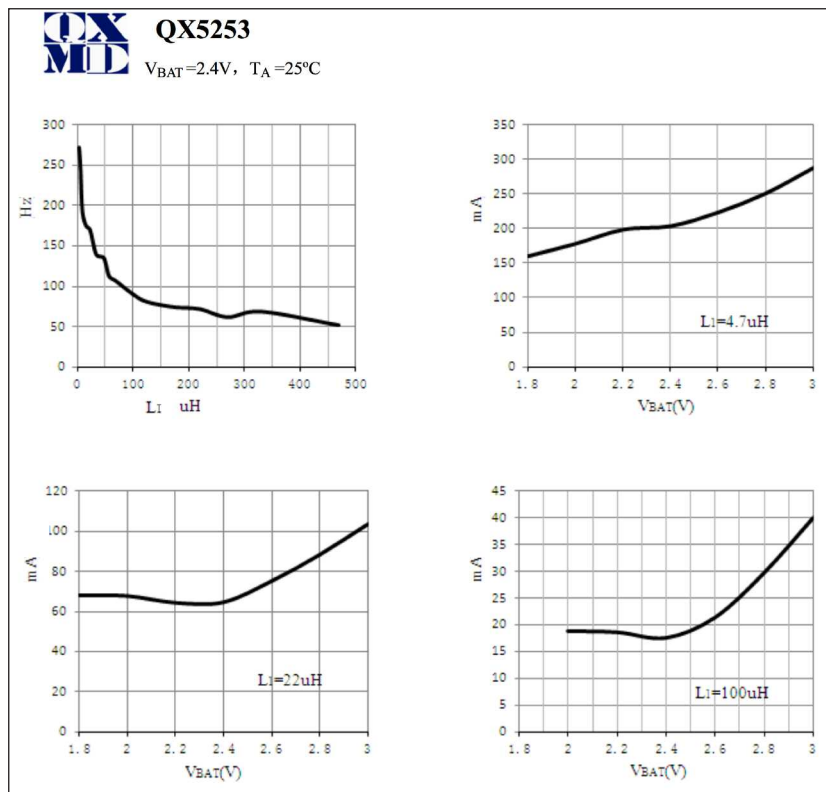 QX
MD
QX5253
VBAT =2.4V, TA =25ºC
300
250
200
150
100
50
0
Hz
0 100 200 300 400 500
L1 uH
350
300
250
200
150
300
50
0
mA
L1=4.7uH
1.8 2 2.2 2.4 2.6 2.8 3
VBAT(V)
120
100
80
60
40
20
0
mA
L1=22uH
1.8 2 2.2 2.4 2.6 2.8 3
VBAT(V)
45
40
35
30
25
20
15
10
5
0
mA
L1=100uH
1.8 2 2.2 2.4 2.6 2.8 3
VBAT(V)